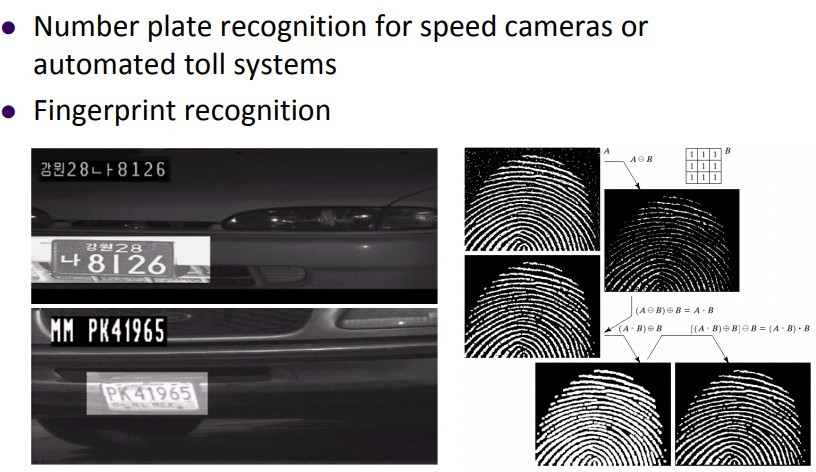 Number plate recognition for speed cameras or
automated toll systems
Fingerprint recognition
강원28ㄴㅏ8126
강원28
나8126
MM PK41965
PK41965
A
A ⊖ B
1 1 1 B
1 1 1
1 1 1
(A ⊖ B) ⊕ B = A ∘ B
(A ∘ B) ⊕ B
[(A ∘ B) ⊕ B] ⊖ B = (A ∘ B) • B